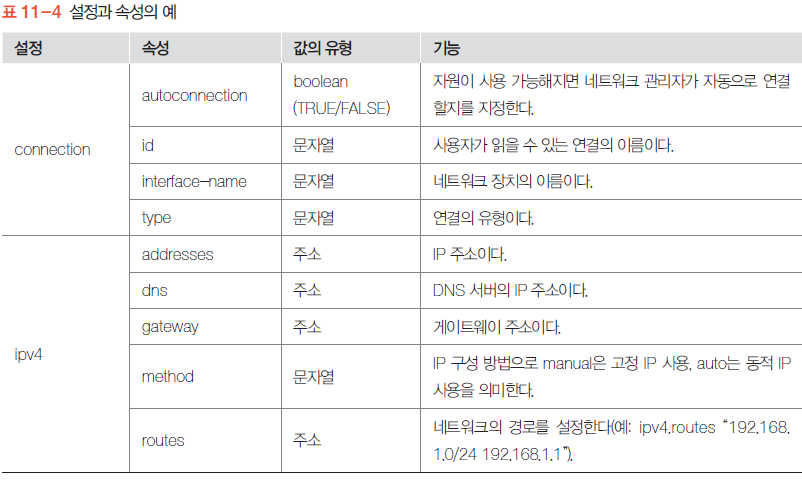 표 11-4 설정과 속성의 예
설정 속성 값의 유형 기능
connection
autoconnection
boolean
(TRUE/FALSE)
자원이 사용 가능해지면 네트워크 관리자가 자동으로 연결
할지를 지정한다.
id 문자열 사용자가 읽을 수 있는 연결의 이름이다.
interface-name 문자열 네트워크 장치의 이름이다.
type 문자열 연결의 유형이다.
ipv4
addresses 주소 IP 주소이다.
dns 주소 DNS 서버의 IP 주소이다.
gateway 주소 게이트웨이 주소이다.
method 문자열
IP 구성 방법으로 manual은 고정 IP 사용, auto는 동적 IP
사용을 의미한다.
routes 주소
네트워크의 경로를 설정한다(예: ipv4.routes “192.168.
1.0/24 192.168.1.1”).